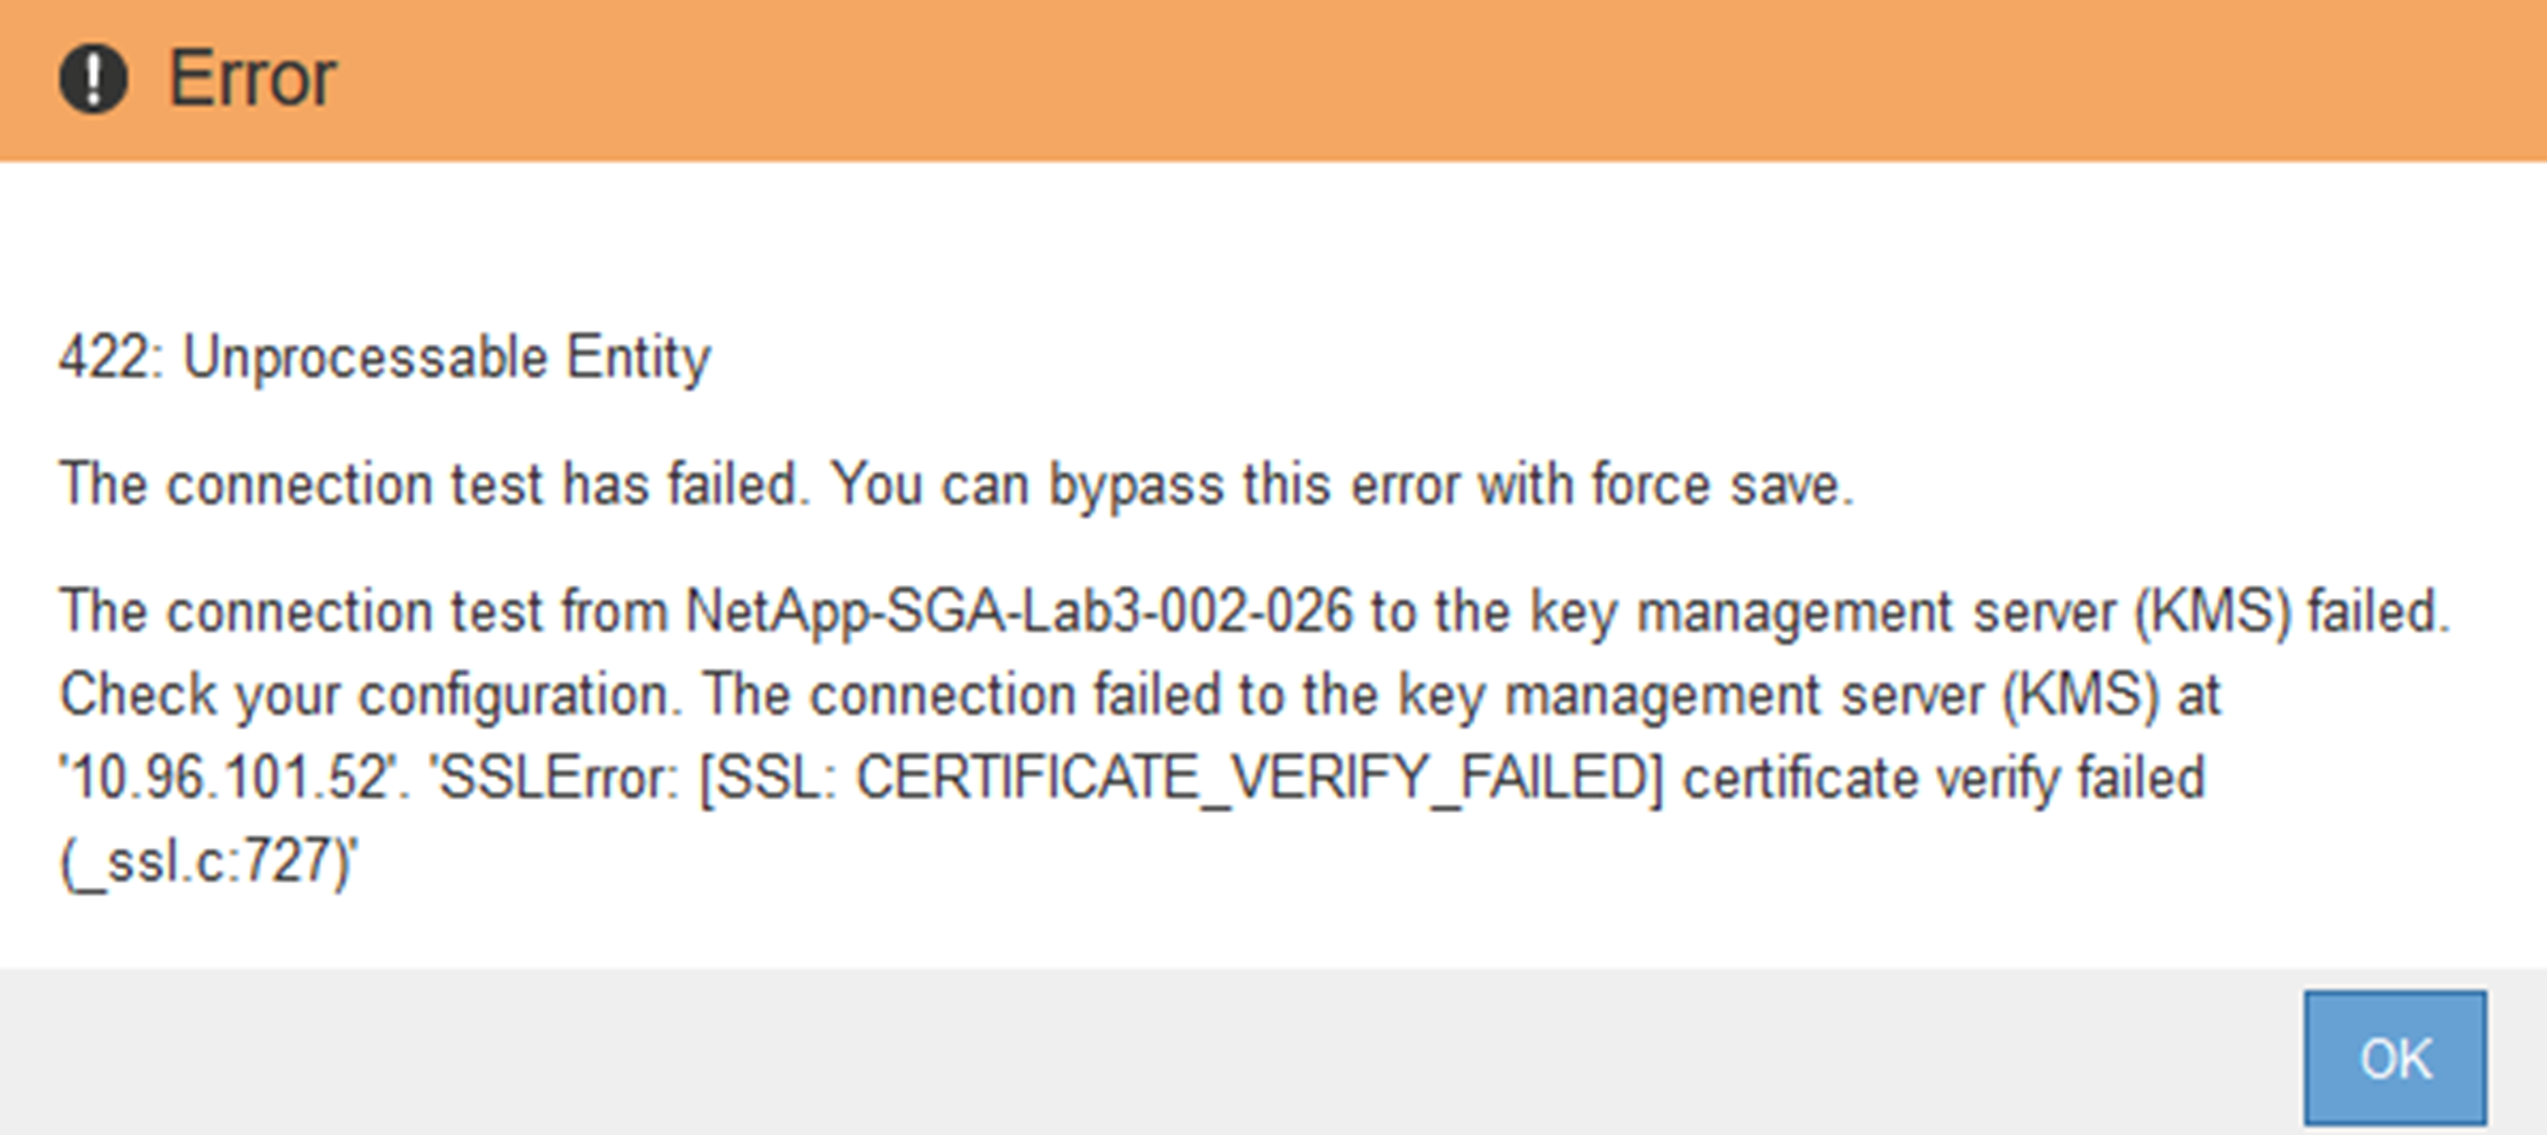 Error
422: Unprocessable Entity
The connection test has failed. You can bypass this error with force save.
The connection test from NetApp-SGA-Lab3-002-026 to the key management server (KMS) failed.
Check your configuration. The connection failed to the key management server (KMS) at
'10.96.101.52'. 'SSLError: [SSL: CERTIFICATE_VERIFY_FAILED] certificate verify failed
(_ssl.c:727)'
OK